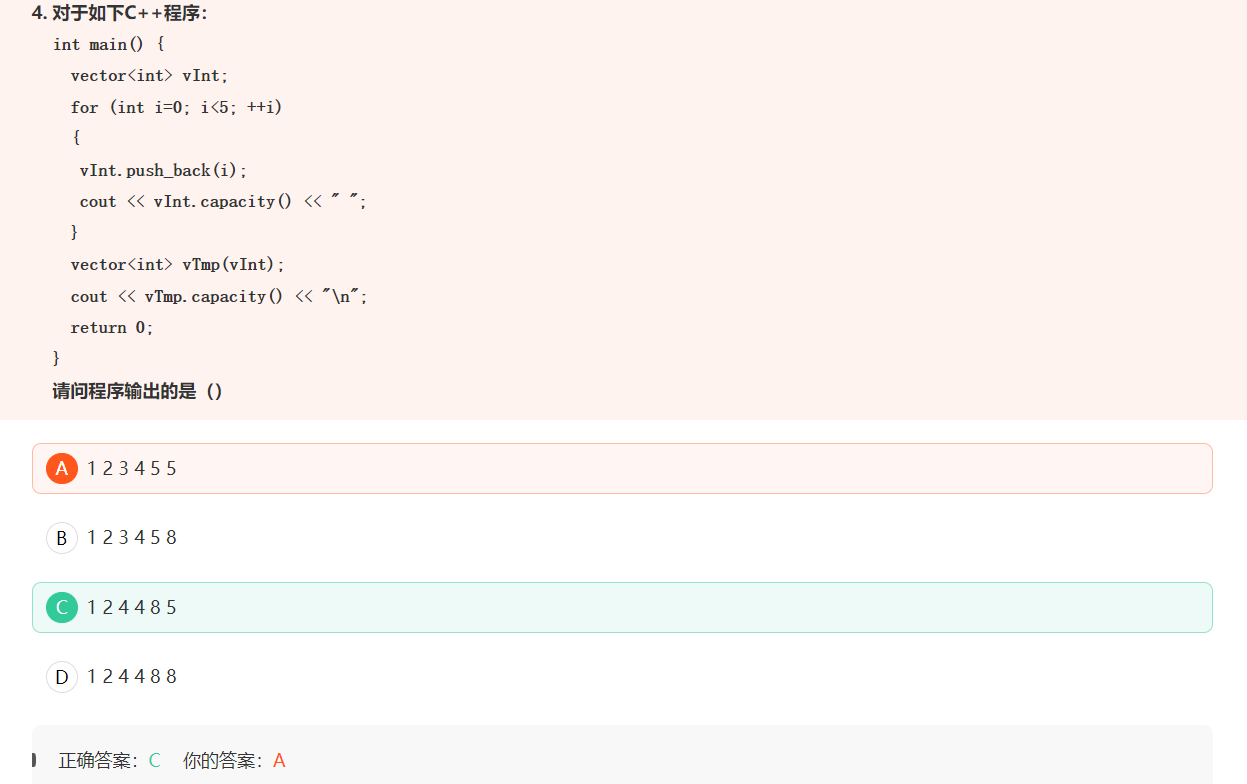 4. 对于如下C++程序：
int main() {
vector<int> vInt;
for (int i=0; i<5; ++i)
{
vInt.push_back(i);
cout << vInt.capacity() << " ";
}
vector<int> vTmp(vInt);
cout << vTmp.capacity() << "\n";
return 0;
}
请问程序输出的是（）
A 1 2 3 4 5 5
B 1 2 3 4 5 8
C 1 2 4 4 8 5
D 1 2 4 4 8 8
正确答案：C 你的答案：A